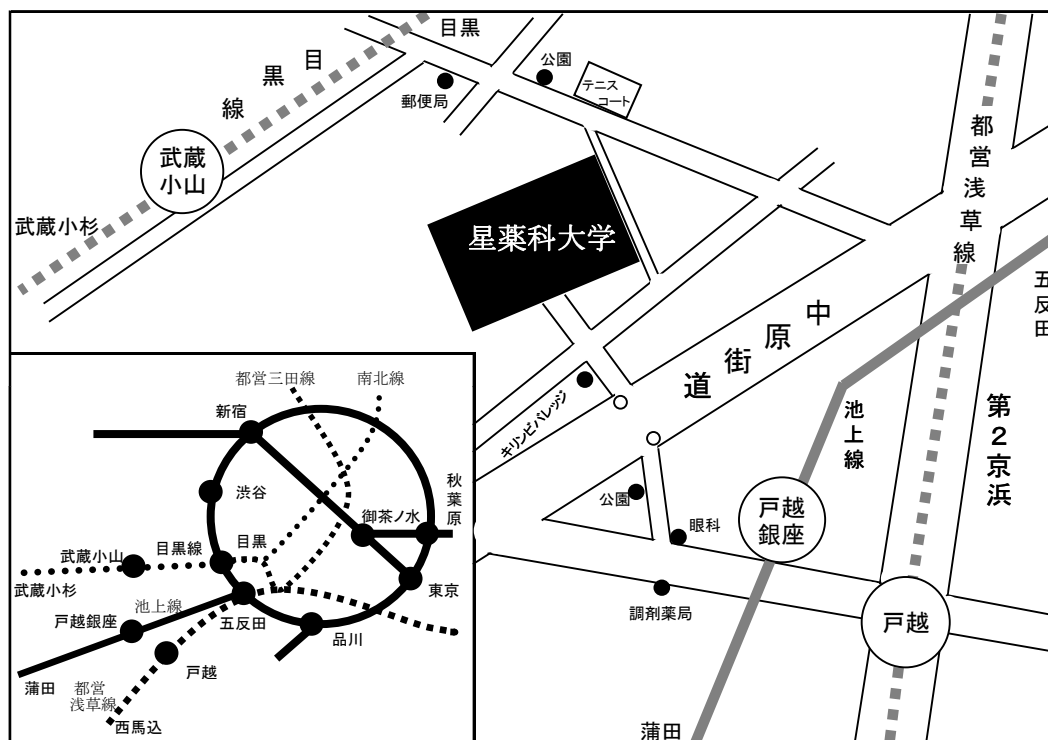 目黒
公園
テニス
コート
郵便局
目黒線
武蔵
小山
武蔵小杉
都営浅草線
星薬科大学
五反田
中原街道
池上線
第2京浜
キリンビバレッジ
公園
眼科
戸越
銀座
調剤薬局
戸越
蒲田
都営三田線
南北線
新宿
秋葉原
渋谷
御茶ノ水
武蔵小山
目黒線
目黒
武蔵小杉
東京
池上線
戸越銀座
五反田
品川
戸越
蒲田
都営
浅草線
西馬込